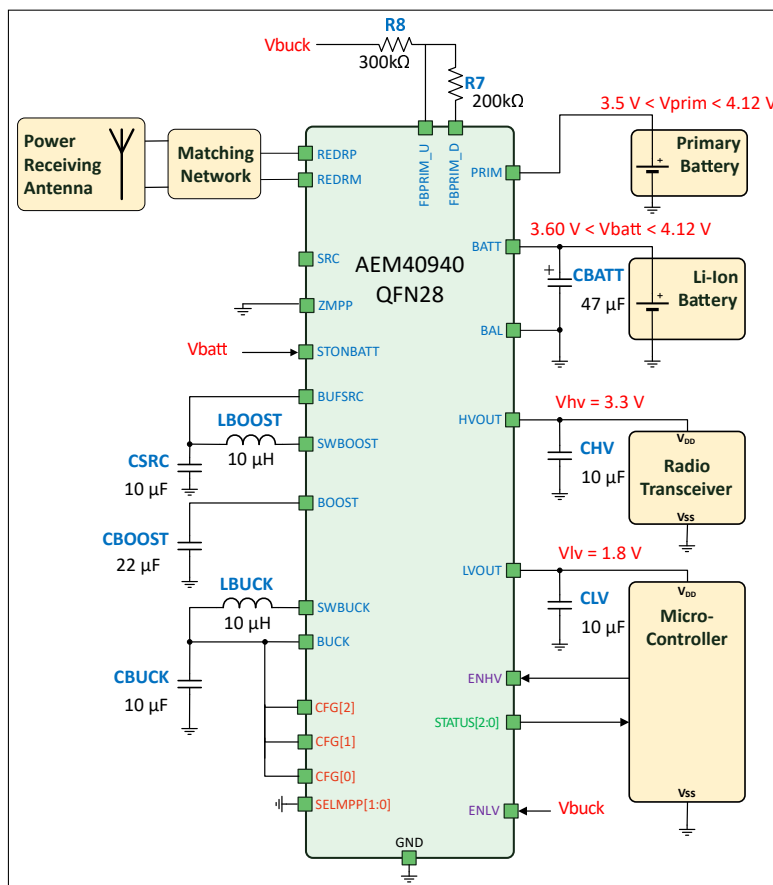 R8
Vbuck
300kΩ
R7
200kΩ
3.5 V < Vprim < 4.12 V
Power
Receiving
Antenna
Matching
Network
REDRP
REDRM
FBPRIM_U
FBPRIM_D
PRIM
Primary
Battery
3.60 V < Vbatt < 4.12 V
SRC
AEM40940
QFN28
BATT
+
CBATT
47 µF
+
+
Li-Ion
Battery
ZMPP
BAL
Vbatt
STONBATT
BUFSRC
LBOOST
10 µH
SWBOOST
CSRC
10 µF
Vhv = 3.3 V
HVOUT
CHV
10 µF
VDD
Radio
Transceiver
Vss
BOOST
CBOOST
22 µF
Vlv = 1.8 V
LVOUT
CLV
10 µF
VDD
Micro-
Controller
LBUCK
10 µH
SWBUCK
BUCK
CBUCK
10 µF
ENHV
CFG[2]
STATUS[2:0]
CFG[1]
CFG[0]
SELMPP[1:0]
ENLV
Vbuck
Vss
GND